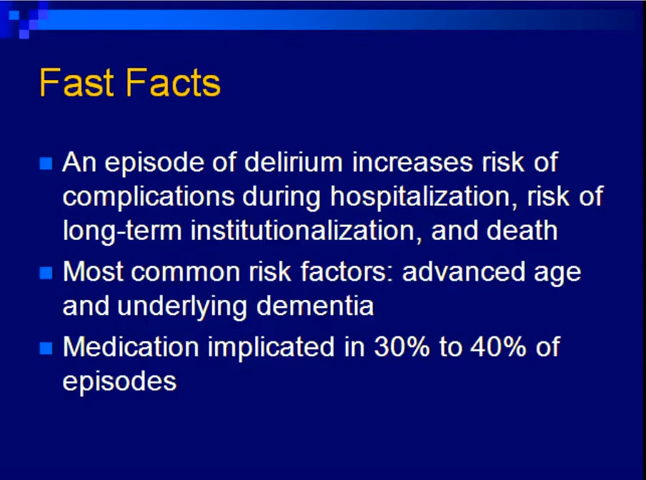 Fast Facts
An episode of delirium increases risk of
complications during hospitalization, risk of
long-term institutionalization, and death
Most common risk factors: advanced age
and underlying dementia
Medication implicated in 30% to 40% of
episodes